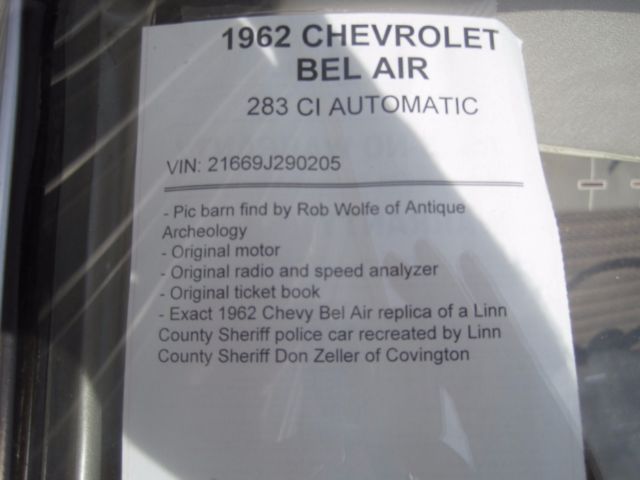 1962 CHEVROLET
BEL AIR
283 CI AUTOMATIC
VIN: 21669J290205
- Pic barn find by Rob Wolfe of Antique
Archeology
- Original motor
- Original radio and speed analyzer
- Original ticket book
- Exact 1962 Chevy Bel Air replica of a Linn
County Sheriff police car recreated by Linn
County Sheriff Don Zeller of Covington